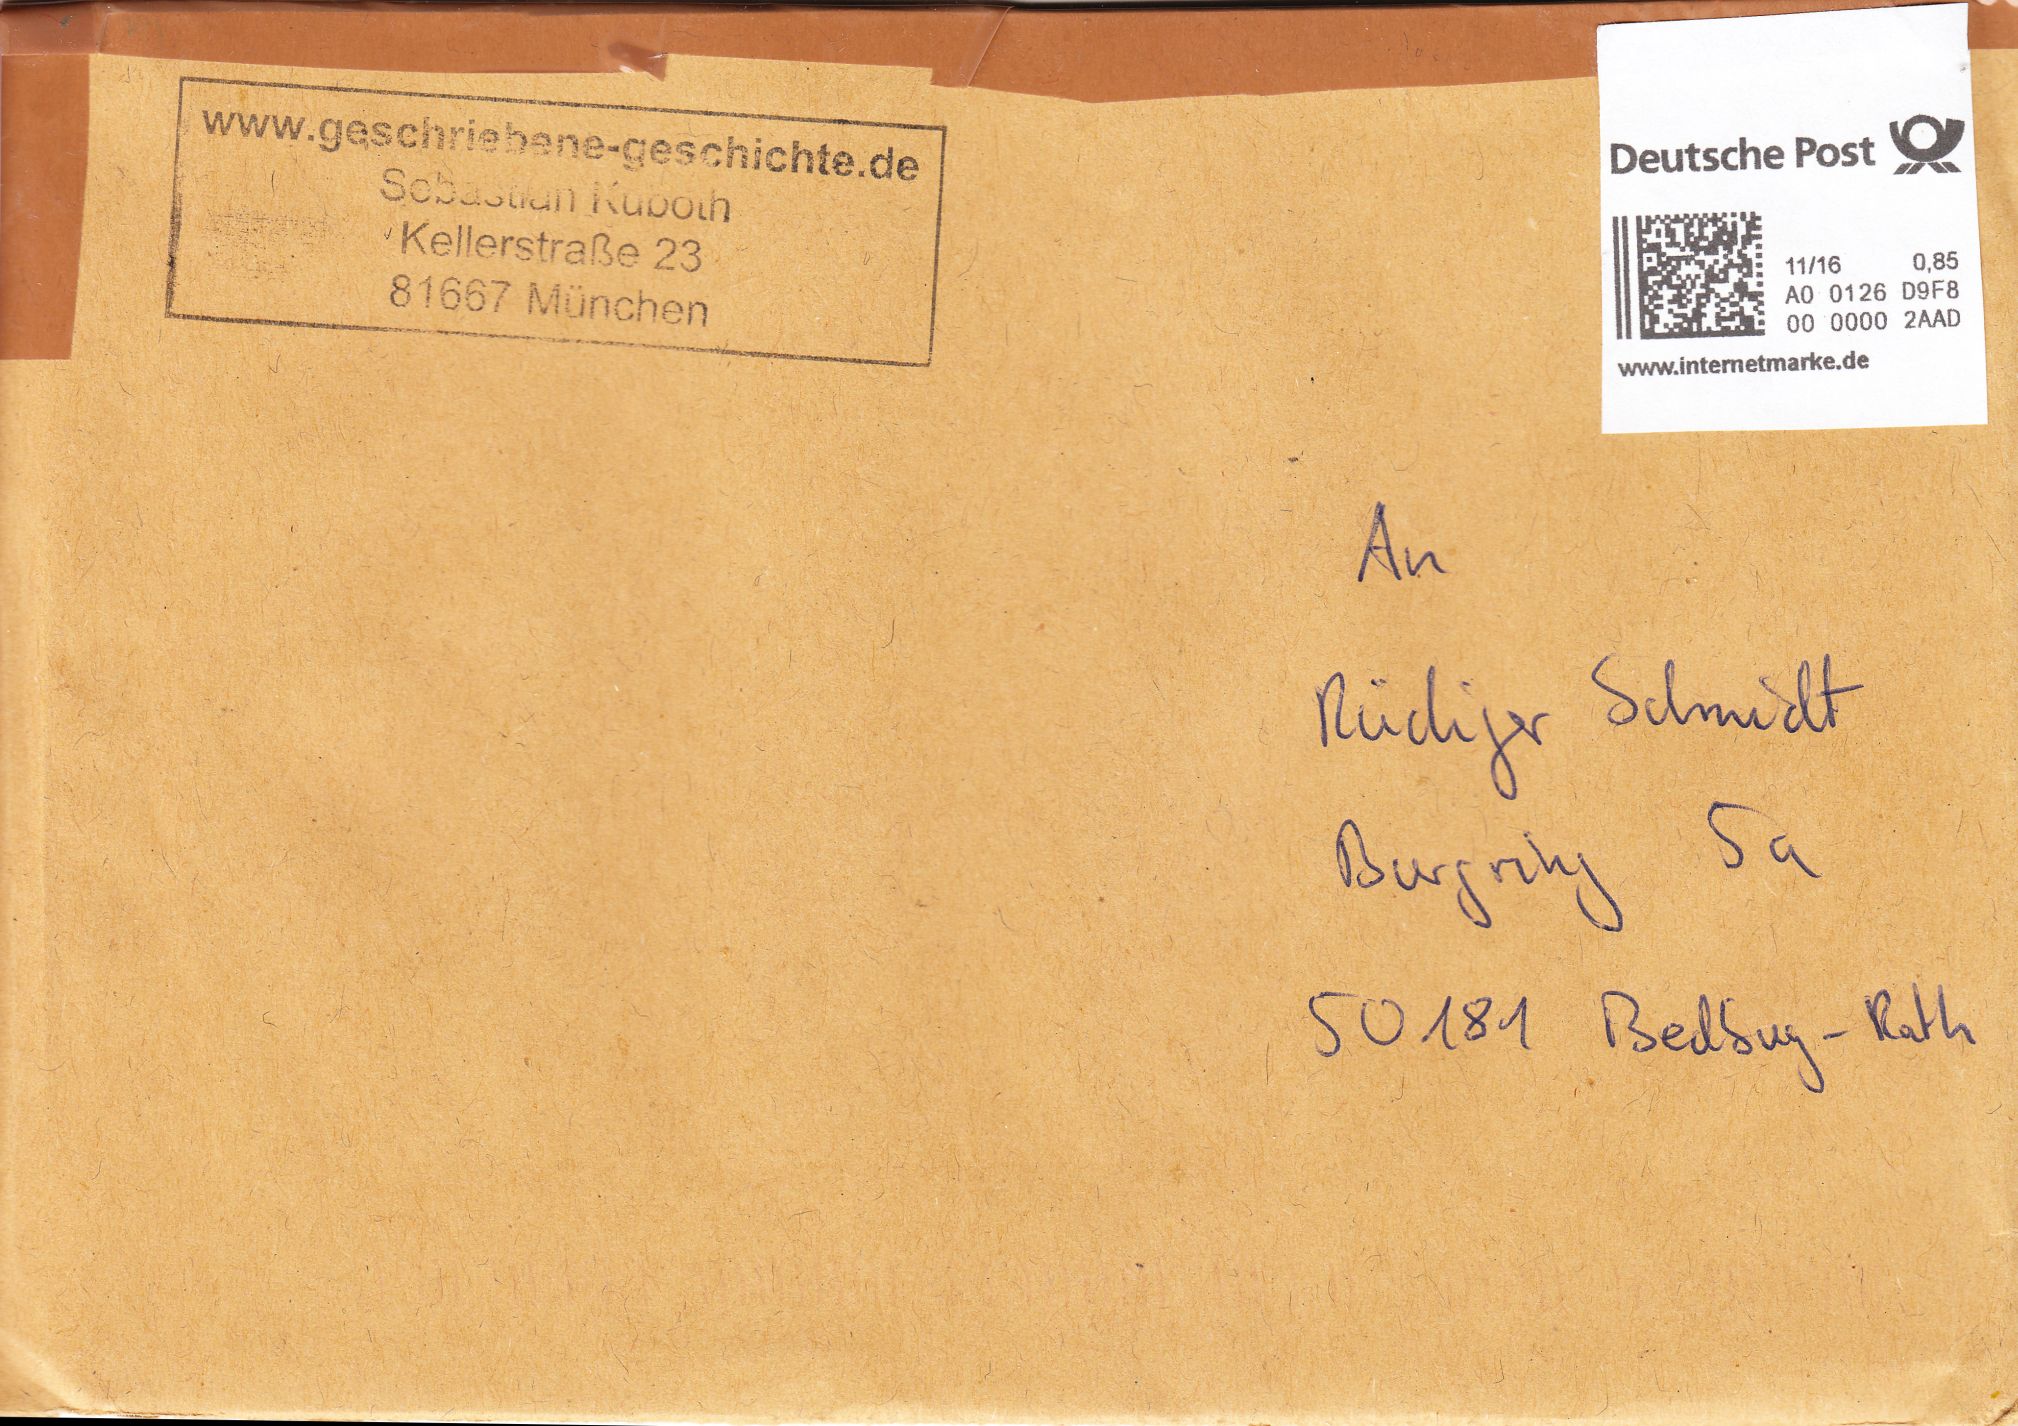 www.geschriebene-geschichte.de
Sebastian Kuboth
Kellerstraße 23
81667 München
Deutsche Post
11/16 0,85
A0 0126 D9F8
00 0000 2AAD
www.internetmarke.de
An
Rüdiger Schmidt
Burgring 5a
50181 Bedburg-Rath